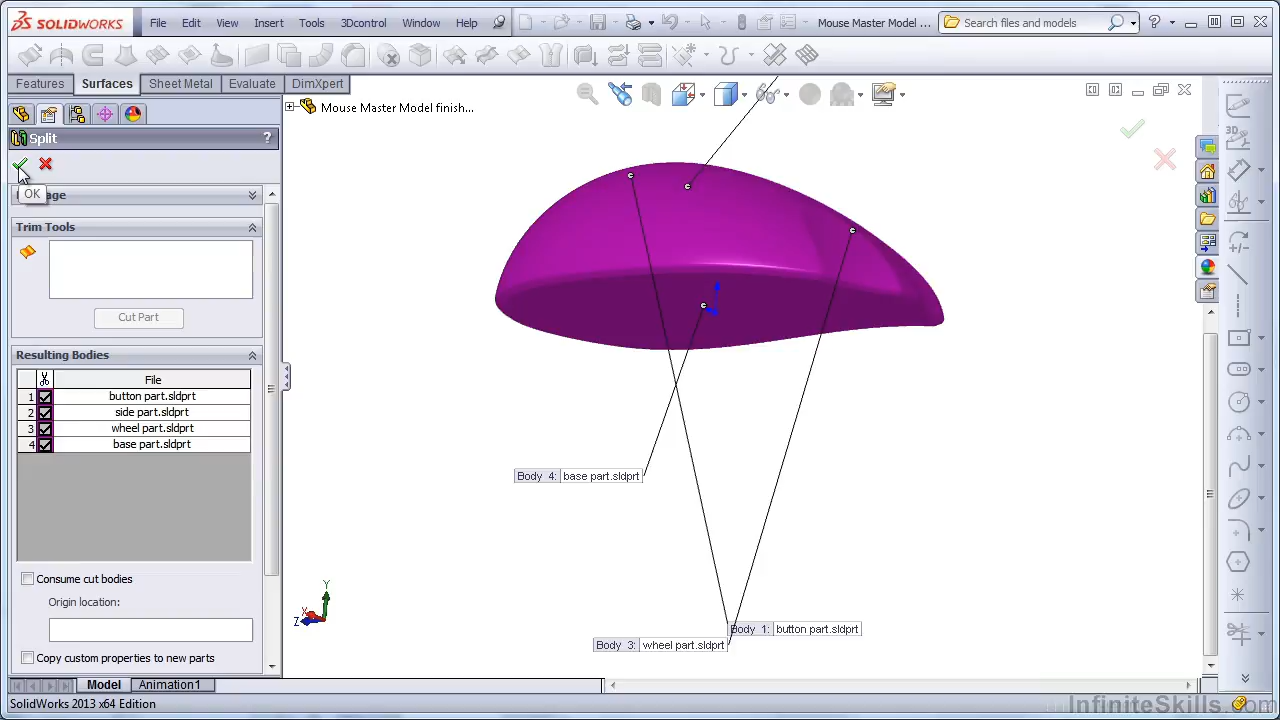 SOLIDWORKS File Edit View Insert Tools 3Dcontrol Window Help Mouse Master Model ... Search files and models ?
Features Surfaces Sheet Metal Evaluate DimXpert
Mouse Master Model finish...
Split ?
OK
Trim Tools
Cut Part
Resulting Bodies
File
1 button part.sldprt
2 side part.sldprt
3 wheel part.sldprt
4 base part.sldprt
Body 4: base part.sldprt
Consume cut bodies
Origin location:
Body 1: button part.sldprt
Body 3: wheel part.sldprt
Copy custom properties to new parts
Y
X
Z
3D
Model Animation1
SolidWorks 2013 x64 Edition
InfiniteSkills.com